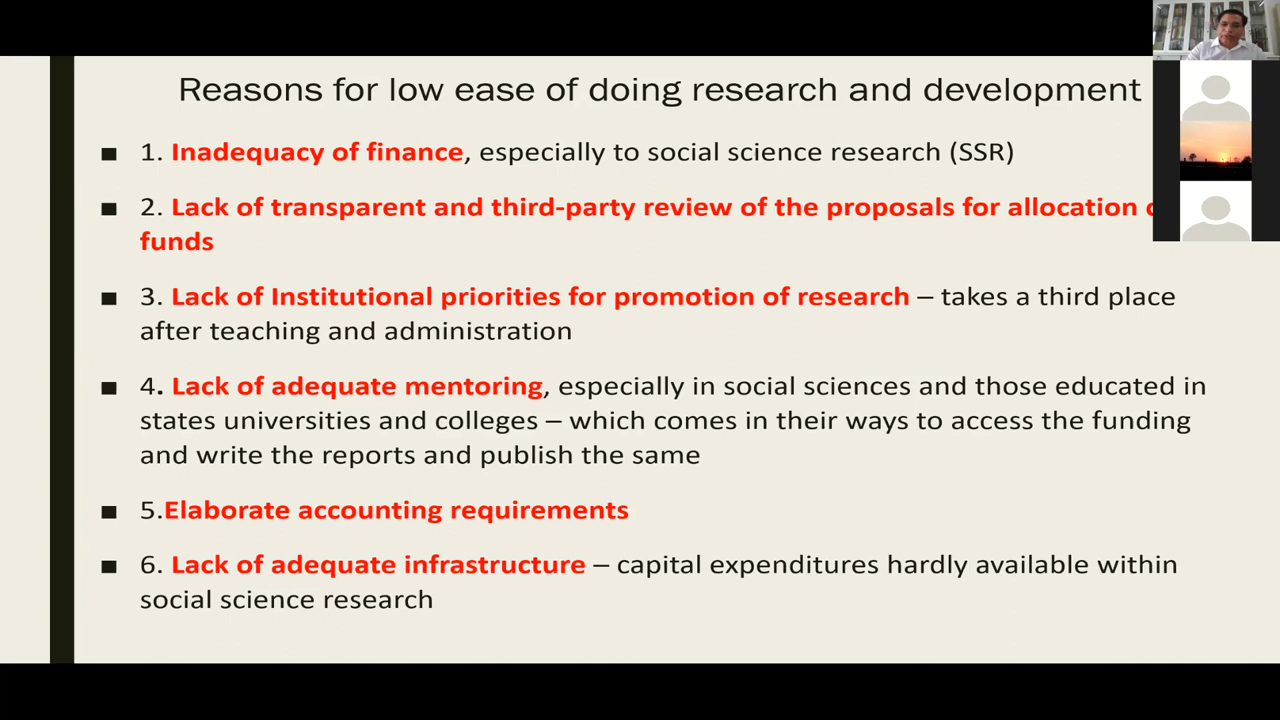 Reasons for low ease of doing research and development
■ 1. Inadequacy of finance, especially to social science research (SSR)
■ 2. Lack of transparent and third-party review of the proposals for allocation
funds
■ 3. Lack of Institutional priorities for promotion of research – takes a third place
after teaching and administration
■ 4. Lack of adequate mentoring, especially in social sciences and those educated in
states universities and colleges – which comes in their ways to access the funding
and write the reports and publish the same
■ 5.Elaborate accounting requirements
■ 6. Lack of adequate infrastructure – capital expenditures hardly available within
social science research